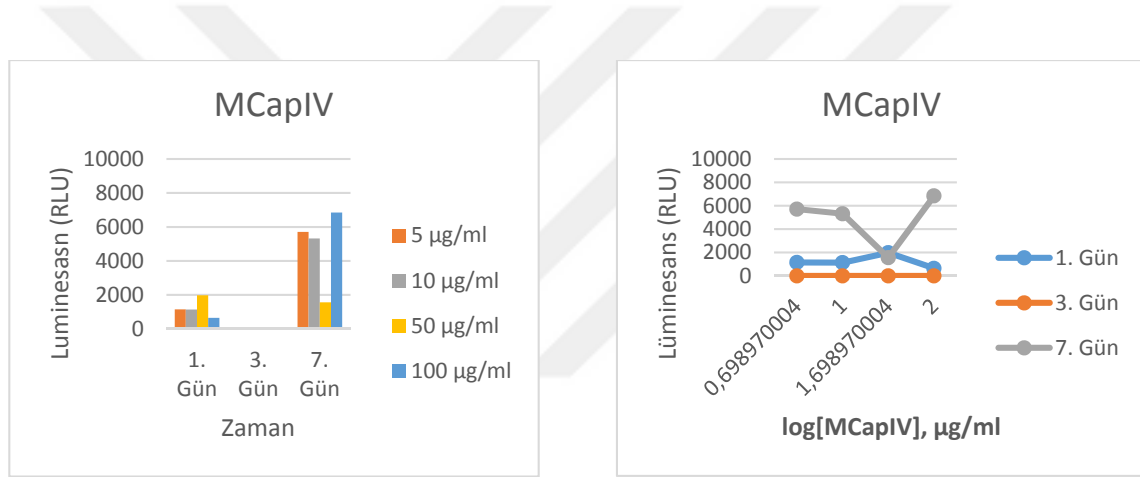 MCapIV
Luminesasn (RLU)
10000
8000
6000
4000
2000
0
1. Gün
3. Gün
7. Gün
Zaman
5 µg/ml
10 µg/ml
50 µg/ml
100 µg/ml
MCapIV
Lüminesans (RLU)
10000
8000
6000
4000
2000
0
0,698970004
1
1,698970004
2
log[MCapIV], µg/ml
1. Gün
3. Gün
7. Gün